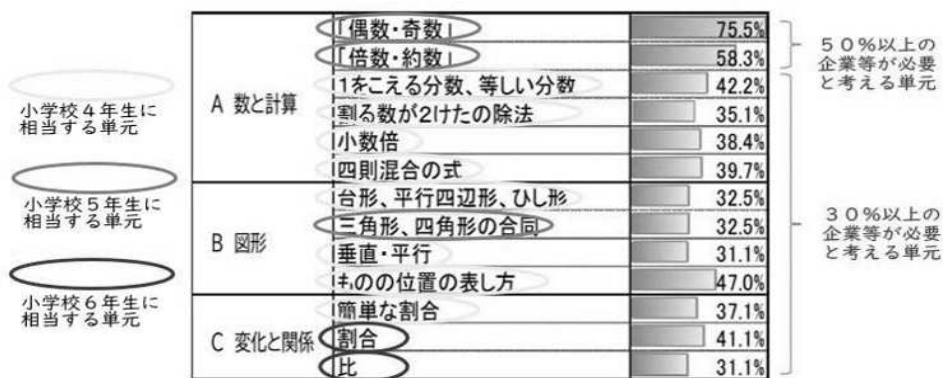 小学校４年生に
相当する単元
小学校５年生に
相当する単元
小学校６年生に
相当する単元
A 数と計算
「偶数・奇数」 75.5%
「倍数・約数」 58.3%
1をこえる分数、等しい分数 42.2%
割る数が2けたの除法 35.1%
小数倍 38.4%
四則混合の式 39.7%
B 図形
台形、平行四辺形、ひし形 32.5%
三角形、四角形の合同 32.5%
垂直・平行 31.1%
ものの位置の表し方 47.0%
C 変化と関係
簡単な割合 37.1%
割合 41.1%
比 31.1%
５０％以上の
企業等が必要
と考える単元
３０％以上の
企業等が必要
と考える単元